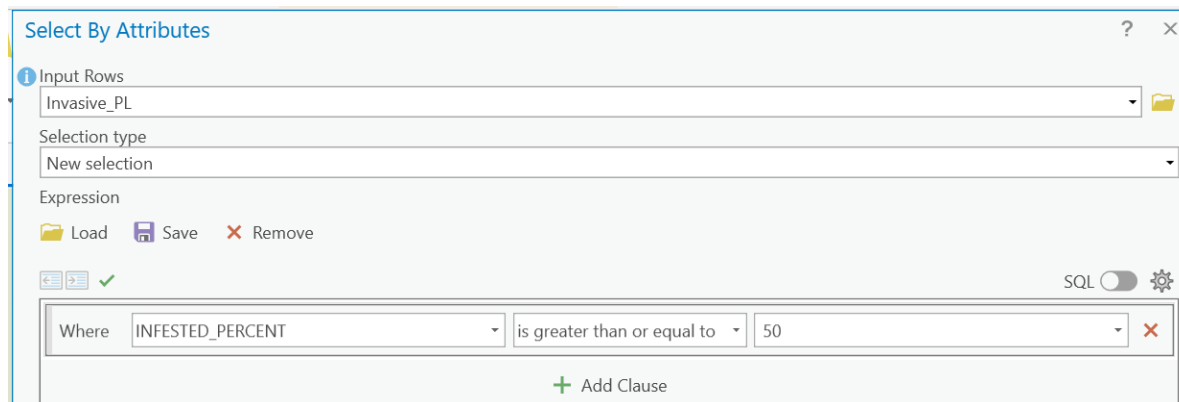 Select By Attributes ? ×
Input Rows
Invasive_PL
Selection type
New selection
Expression
Load Save Remove
SQL
Where INFESTED_PERCENT is greater than or equal to 50
Add Clause